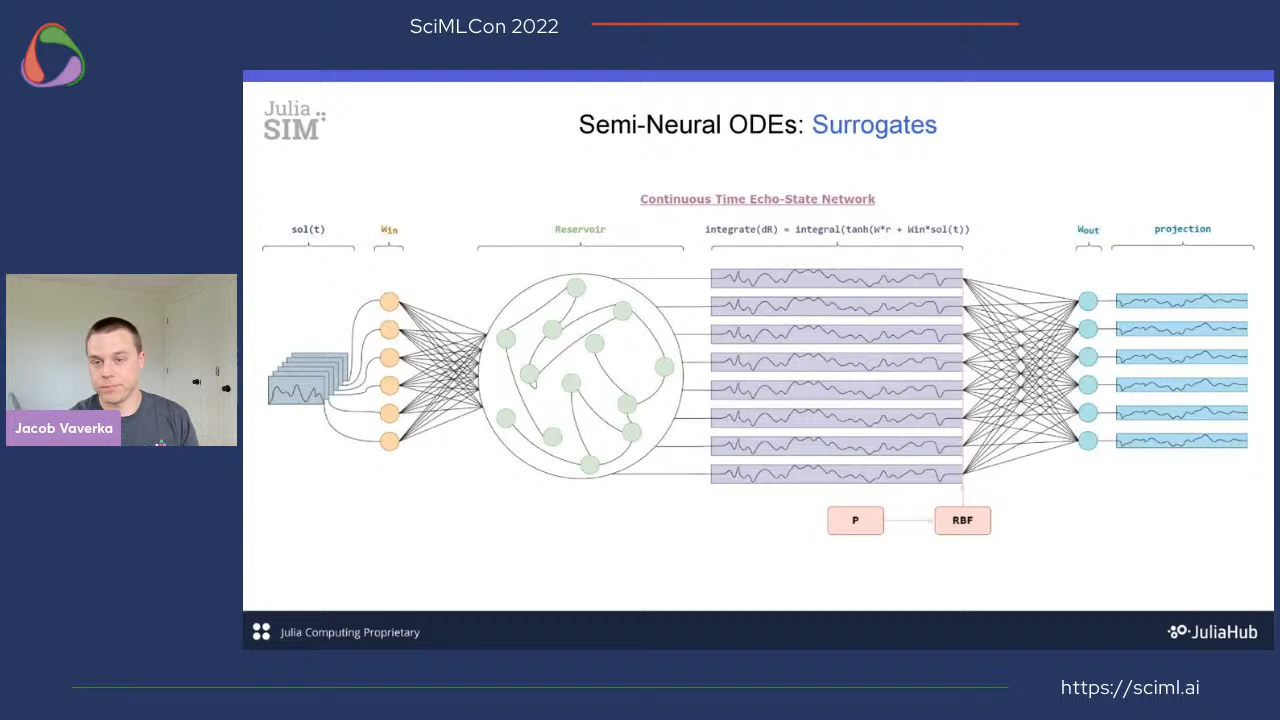 SciMLCon 2022
Julia
SIM
Semi-Neural ODEs: Surrogates
Continuous Time Echo-State Network
sol(t)
Win
Reservoir
integrate(dR) = integral(tanh(W*r + Win*sol(t))
Wout
projection
Jacob Vaverka
P
RBF
Julia Computing Proprietary
JuliaHub
https://sciml.ai